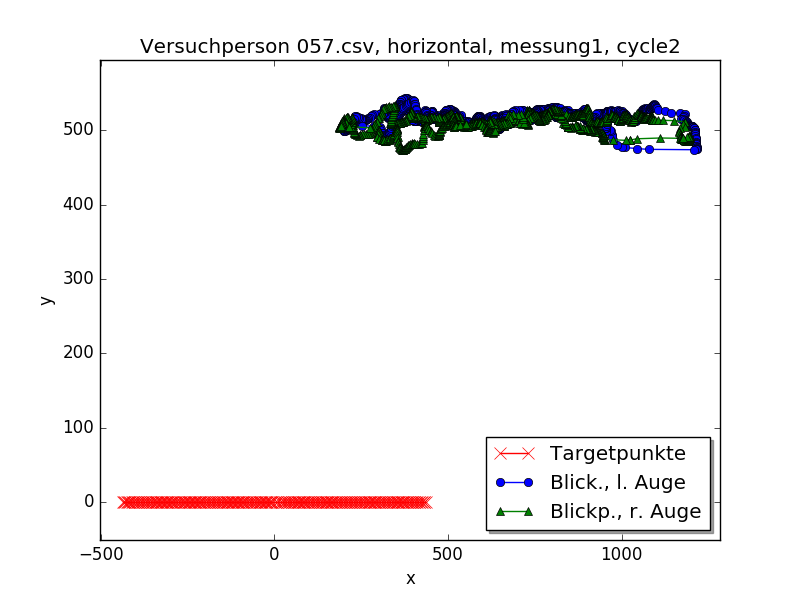 Versuchperson 057.csv, horizontal, messung1, cycle2
y
500
400
300
200
100
0
−500
0
500
1000
x
Targetpunkte
Blick., l. Auge
Blickp., r. Auge